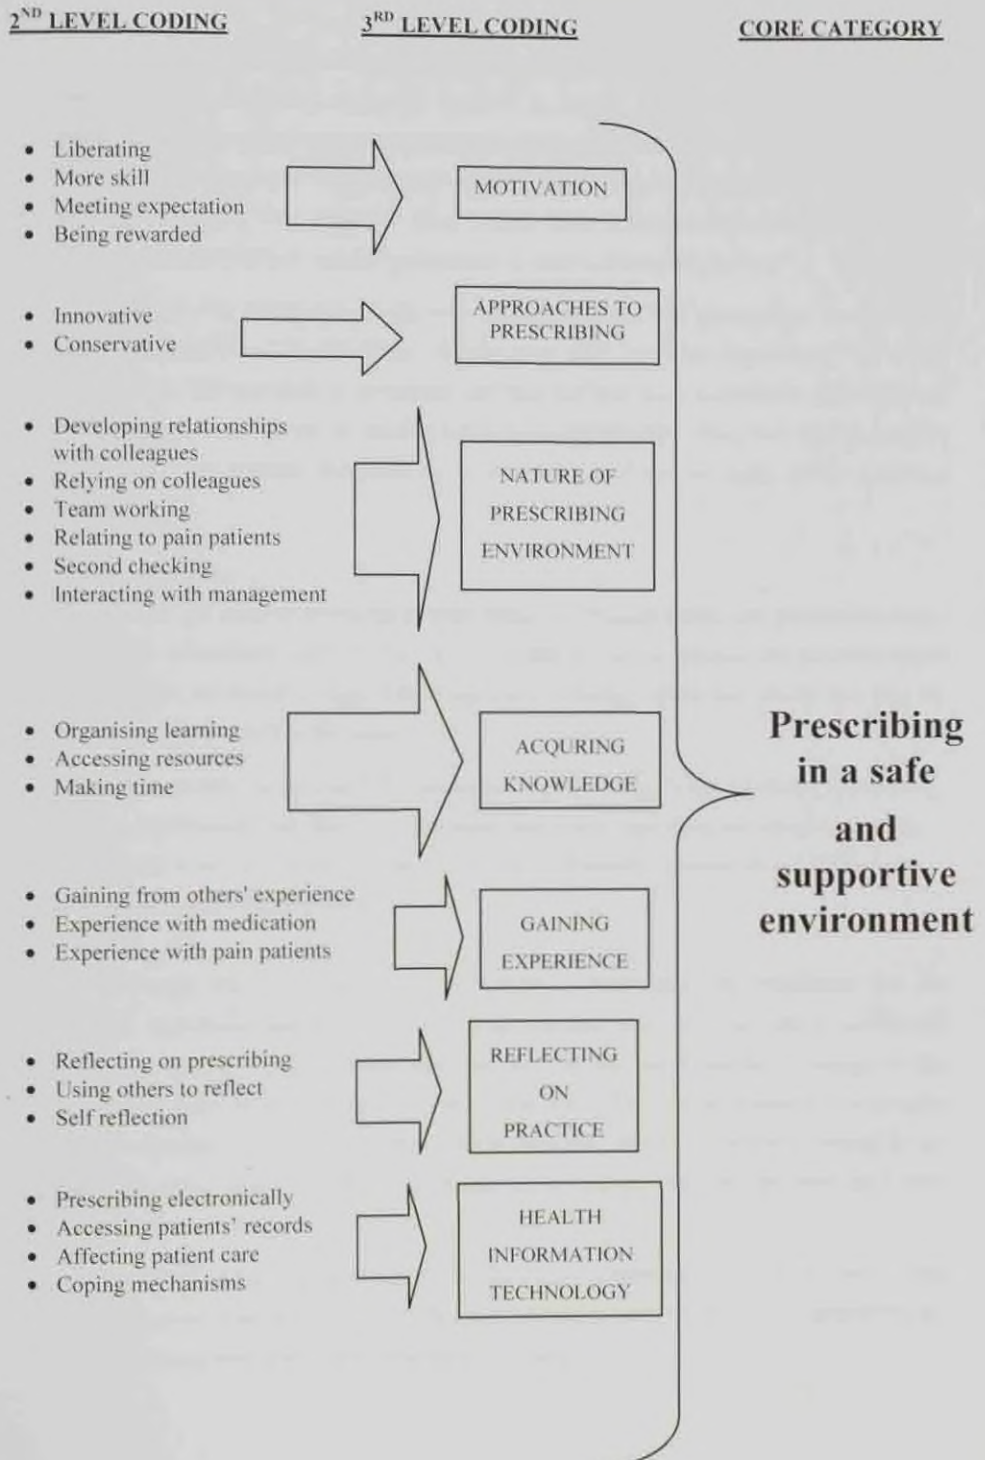 2ND LEVEL CODING
3RD LEVEL CODING
CORE CATEGORY
• Liberating
• More skill
• Meeting expectation
• Being rewarded
MOTIVATION
• Innovative
• Conservative
APPROACHES TO
PRESCRIBING
• Developing relationships
with colleagues
• Relying on colleagues
• Team working
• Relating to pain patients
• Second checking
• Interacting with management
NATURE OF
PRESCRIBING
ENVIRONMENT
• Organising learning
• Accessing resources
• Making time
ACQURING
KNOWLEDGE
• Gaining from others' experience
• Experience with medication
• Experience with pain patients
GAINING
EXPERIENCE
• Reflecting on prescribing
• Using others to reflect
• Self reflection
REFLECTING
ON
PRACTICE
• Prescribing electronically
• Accessing patients' records
• Affecting patient care
• Coping mechanisms
HEALTH
INFORMATION
TECHNOLOGY
Prescribing
in a safe
and
supportive
environment